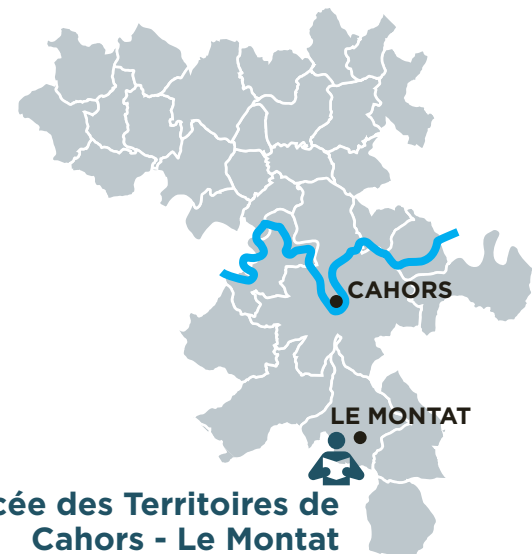 CAHORS
LE MONTAT
cée des Territoires de
Cahors - Le Montat